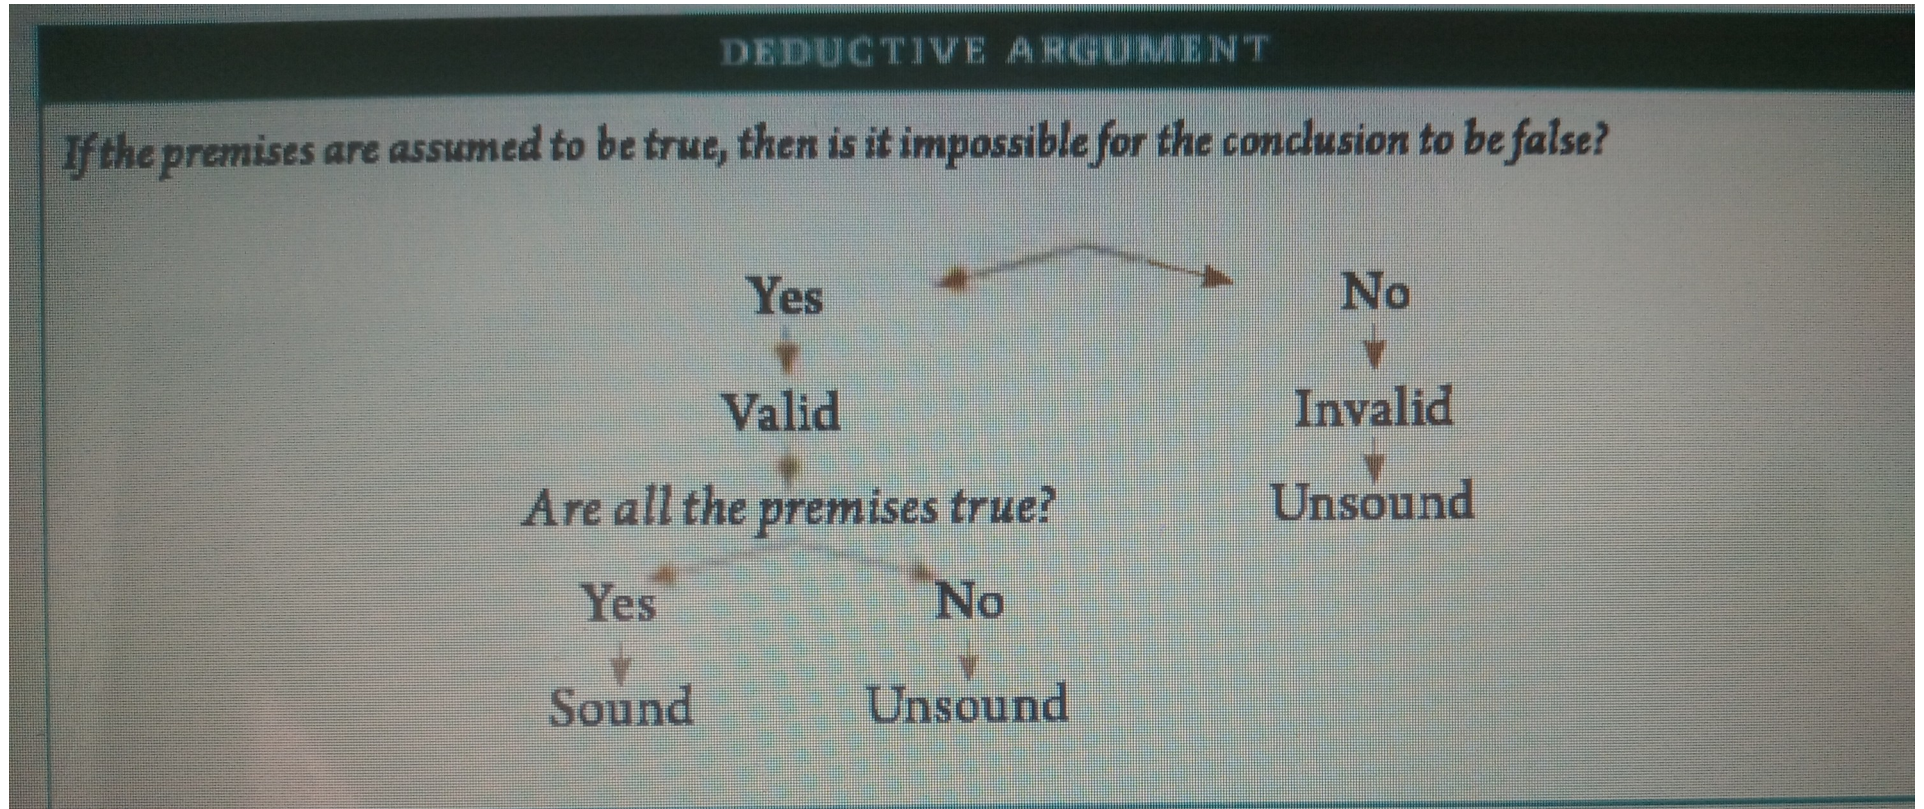 DEDUCTIVE ARGUMENT
If the premises are assumed to be true, then is it impossible for the conclusion to be false?
Yes No
Valid Invalid
Are all the premises true? Unsound
Yes No
Sound Unsound